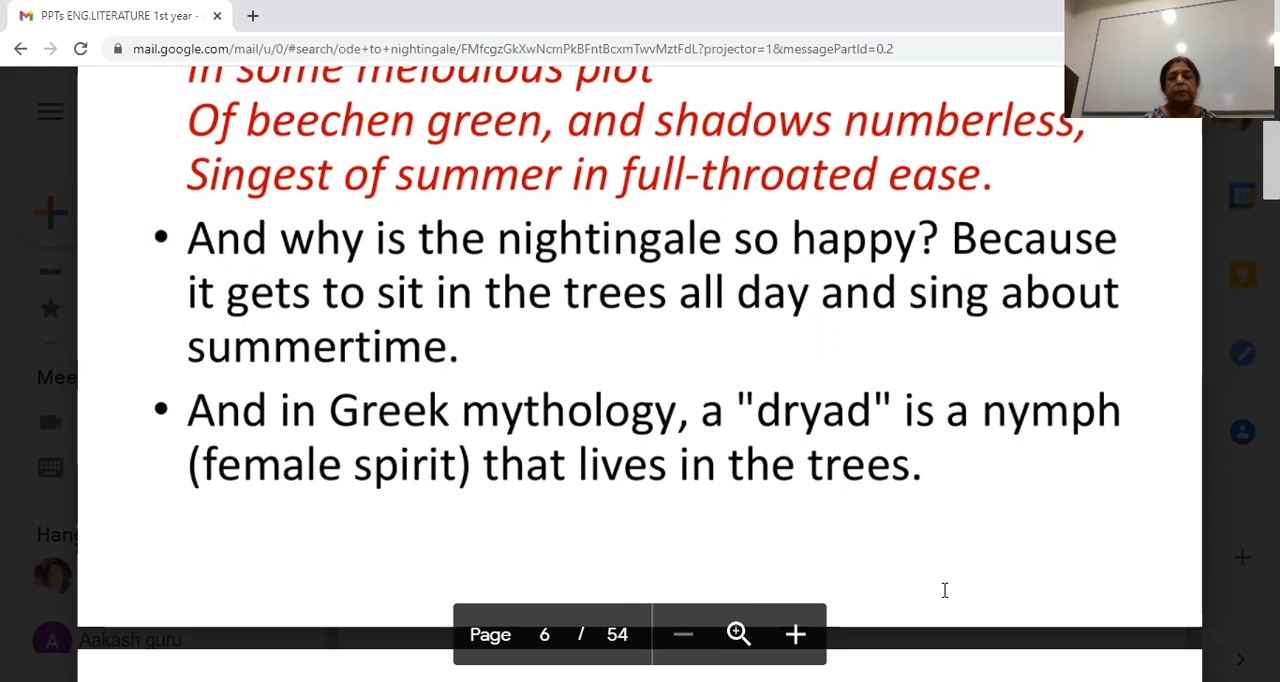 PPTs ENG.LITERATURE 1st year -
mail.google.com/mail/u/0/#search/ode+to+nightingale/FMfcgzGkXwNcmPkBFntBcxmTwvMztFdL?projector=1&messagePartId=0.2
In some melodious plot
Of beechen green, and shadows numberless,
Singest of summer in full-throated ease.
• And why is the nightingale so happy? Because
it gets to sit in the trees all day and sing about
summertime.
• And in Greek mythology, a "dryad" is a nymph
(female spirit) that lives in the trees.
Mee
Han
Aakash guru
Page 6 / 54